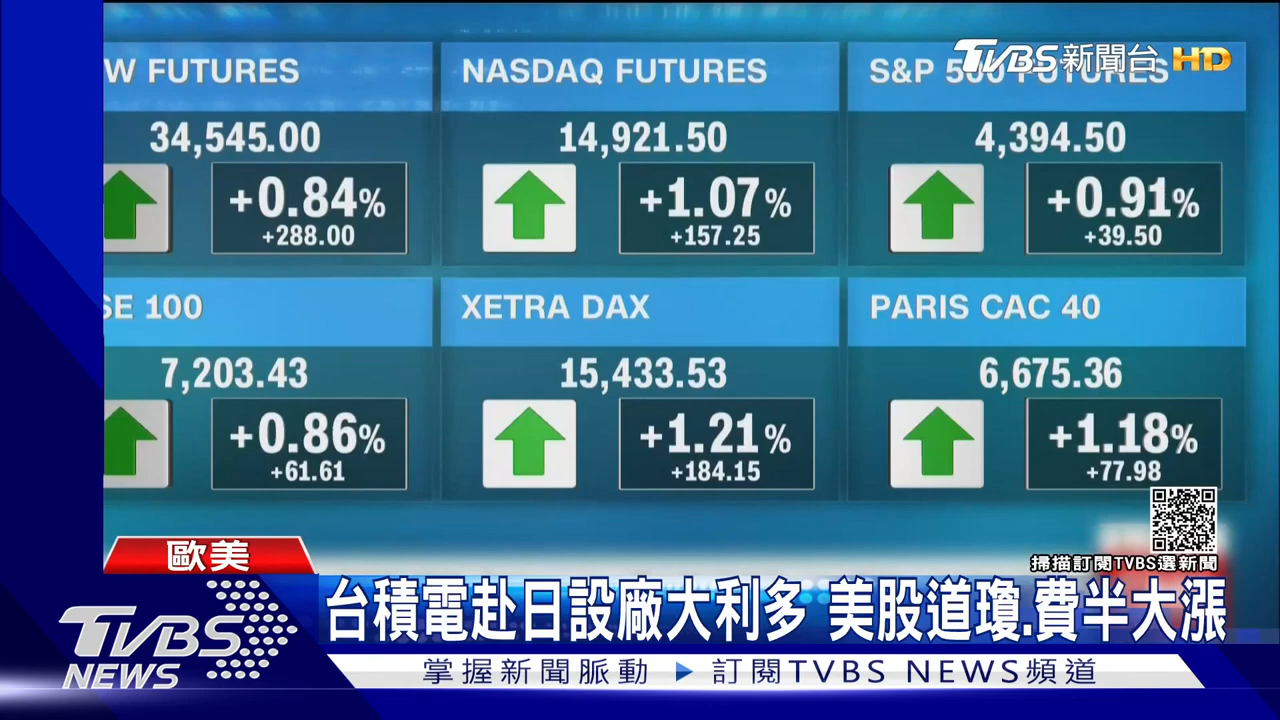 TVBS新聞台 HD
W FUTURES
34,545.00
+0.84%
+288.00
NASDAQ FUTURES
14,921.50
+1.07%
+157.25
S&P 500 FUTURES
4,394.50
+0.91%
+39.50
SE 100
7,203.43
+0.86%
+61.61
XETRA DAX
15,433.53
+1.21%
+184.15
PARIS CAC 40
6,675.36
+1.18%
+77.98
掃描訂閱TVBS選新聞
歐美
台積電赴日設廠大利多 美股道瓊.費半大漲
TVBS
NEWS
掌握新聞脈動 ▶ 訂閱TVBS NEWS頻道